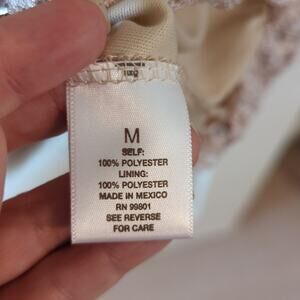 M
SELF:
100% POLYESTER
LINING:
100% POLYESTER
MADE IN MEXICO
RN 99801
SEE REVERSE
FOR CARE